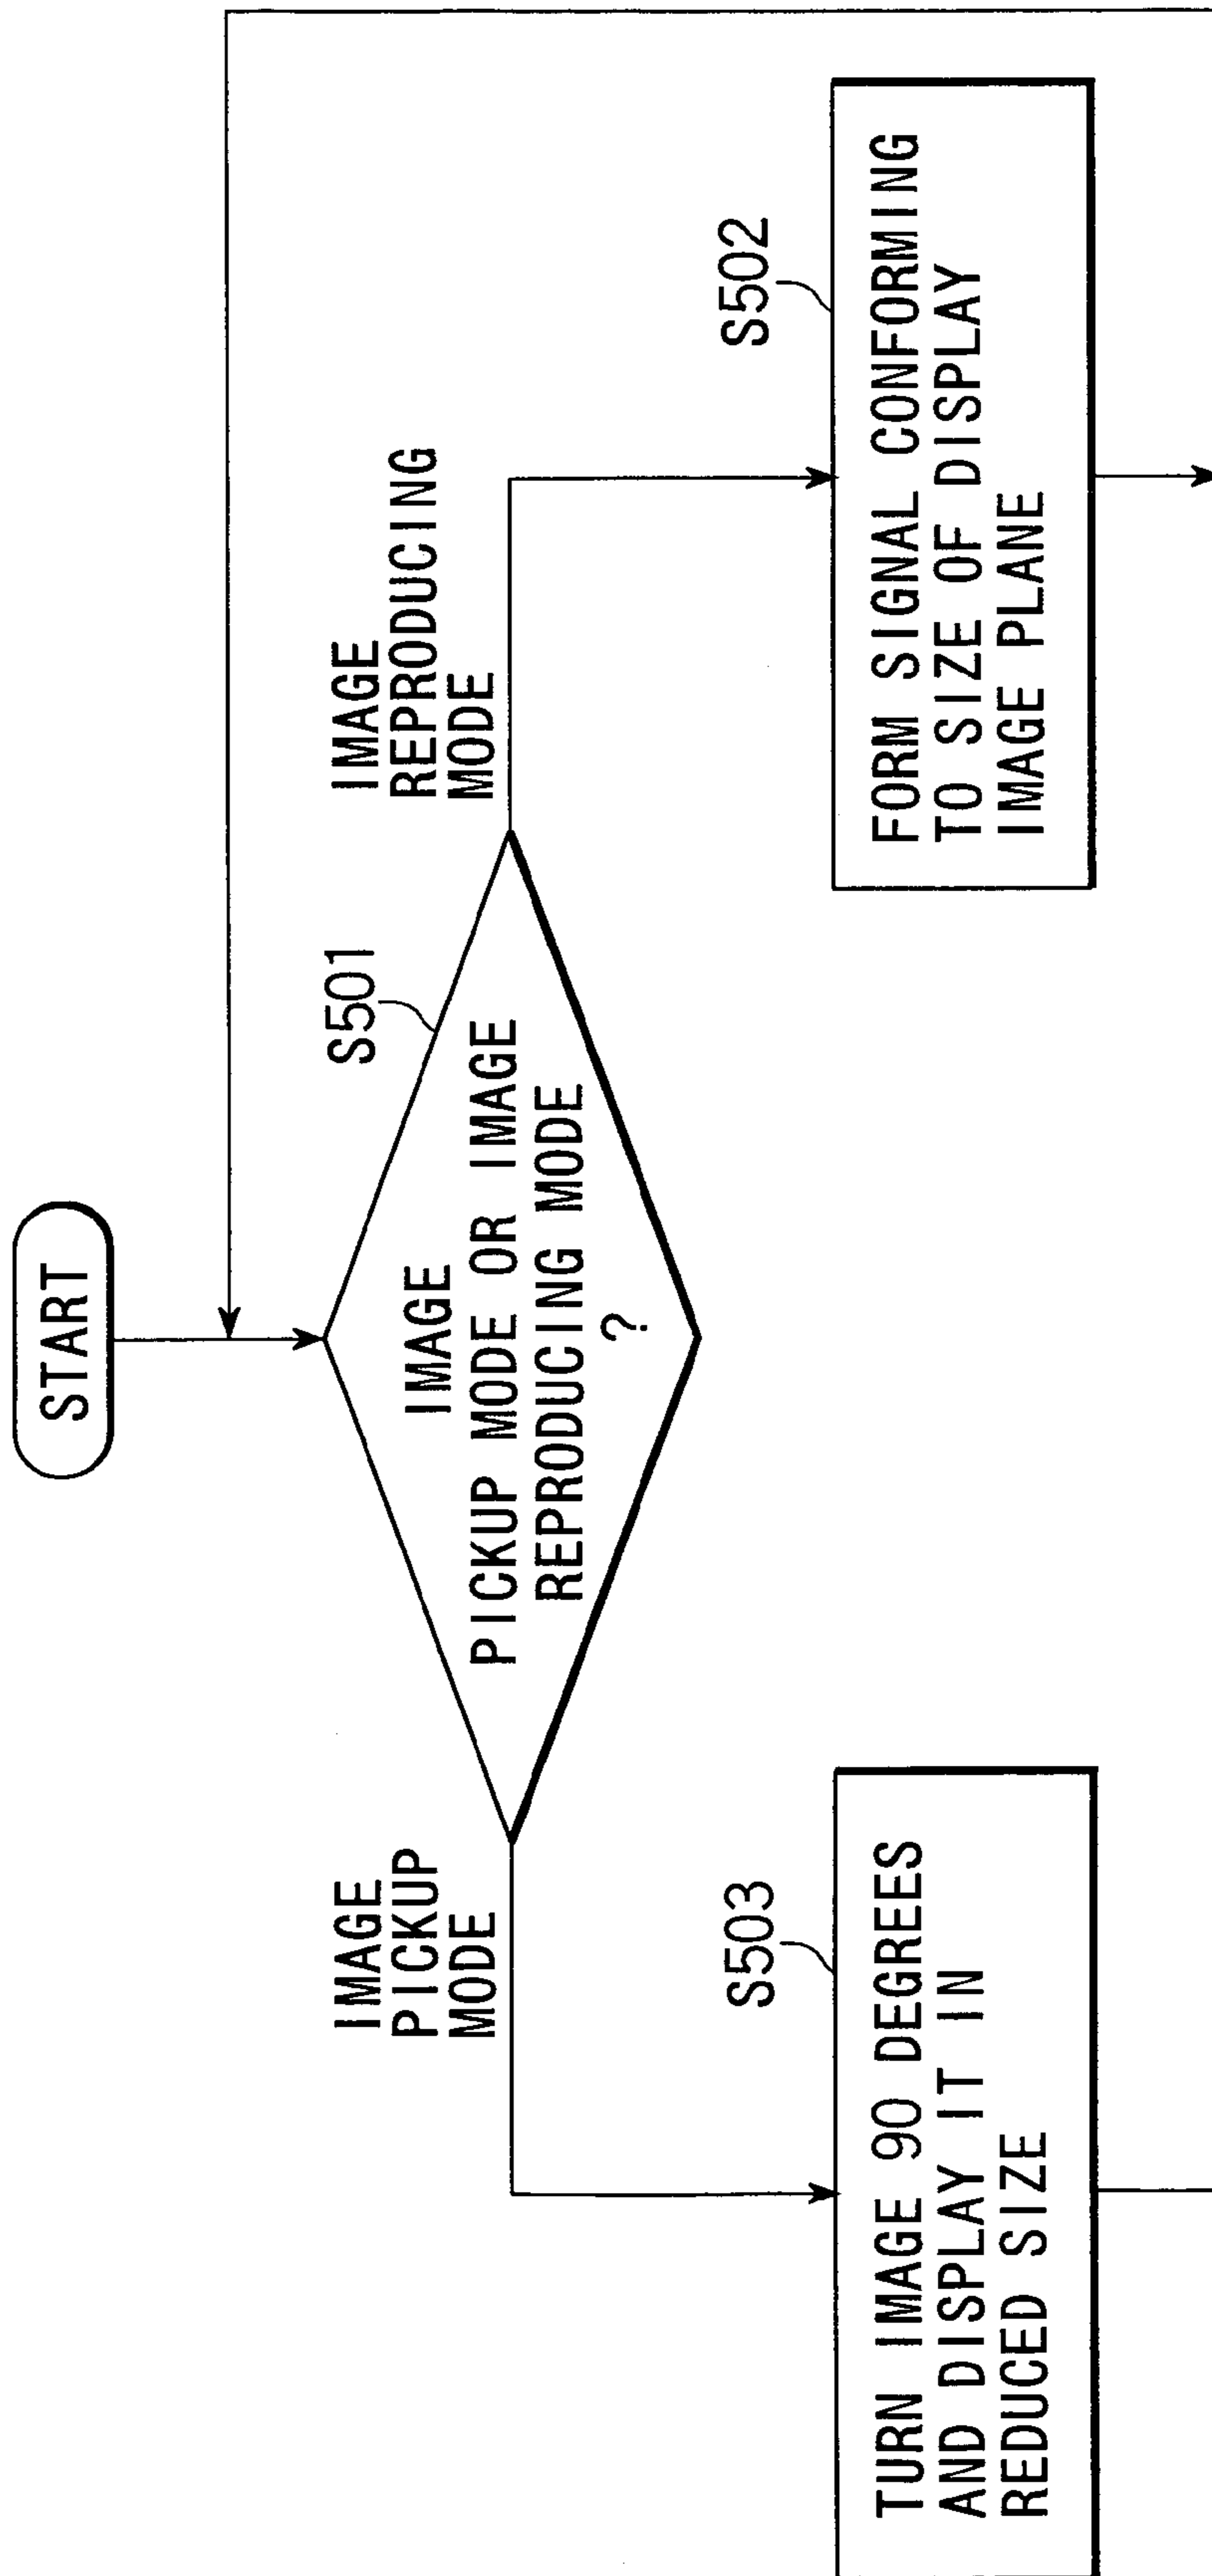 START
S501
IMAGE
PICKUP MODE OR IMAGE
REPRODUCING MODE
?
IMAGE
PICKUP
MODE
IMAGE
REPRODUCING
MODE
S503
TURN IMAGE 90 DEGREES
AND DISPLAY IT IN
REDUCED SIZE
S502
FORM SIGNAL CONFORMING
TO SIZE OF DISPLAY
IMAGE PLANE